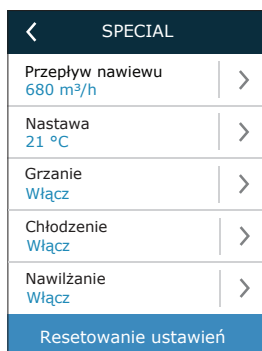 SPECIAL
Przepływ nawiewu
680 m³/h
Nastawa
21 °C
Grzanie
Włącz
Chłodzenie
Włącz
Nawilżanie
Włącz
Resetowanie ustawień